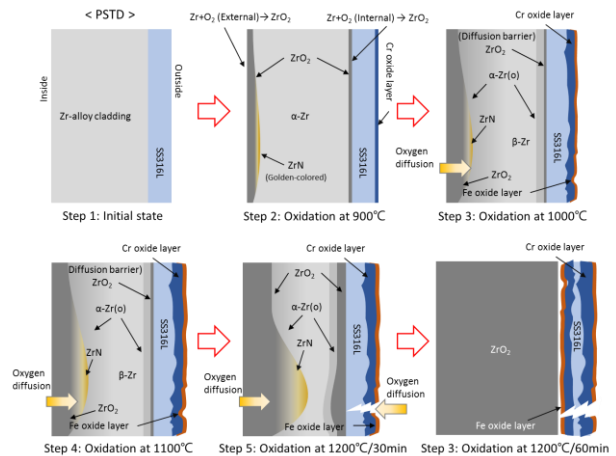 < PSTD >
Inside
Zr-alloy cladding
Outside
SS316L
Step 1: Initial state
Zr+O2 (External)→ ZrO2
Zr+O2 (Internal) → ZrO2
ZrO2
α-Zr
ZrN
(Golden-colored)
SS316L
Cr oxide layer
Step 2: Oxidation at 900℃
Cr oxide layer
(Diffusion barrier)
ZrO2
α-Zr(o)
ZrN
β-Zr
SS316L
Oxygen
diffusion
ZrO2
Fe oxide layer
Step 3: Oxidation at 1000℃
Cr oxide layer
(Diffusion barrier)
ZrO2
α-Zr(o)
ZrN
β-Zr
SS316L
Oxygen
diffusion
ZrO2
Fe oxide layer
Step 4: Oxidation at 1100℃
Cr oxide layer
ZrO2
α-Zr(o)
ZrN
SS316L
Oxygen
diffusion
Oxygen
diffusion
Fe oxide layer
Step 5: Oxidation at 1200℃/30min
Cr oxide layer
ZrO2
SS316L
Fe oxide layer
Step 3: Oxidation at 1200℃/60min